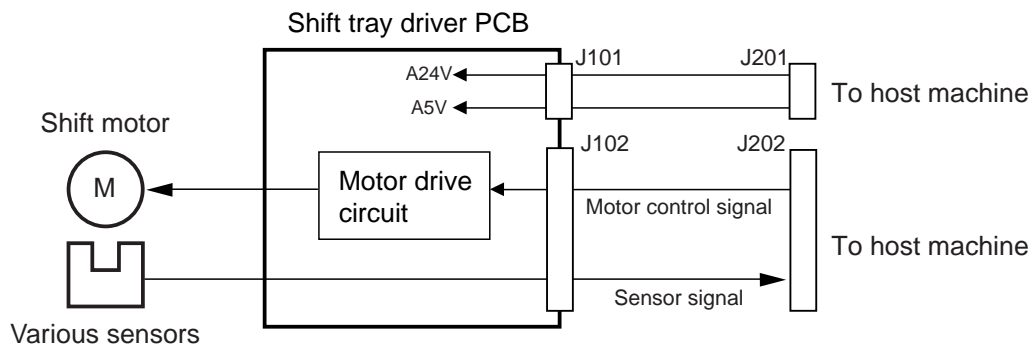 Shift tray driver PCB
J101
J201
A24V
A5V
To host machine
Shift motor
J102
J202
M
Motor drive
circuit
Motor control signal
To host machine
Sensor signal
Various sensors